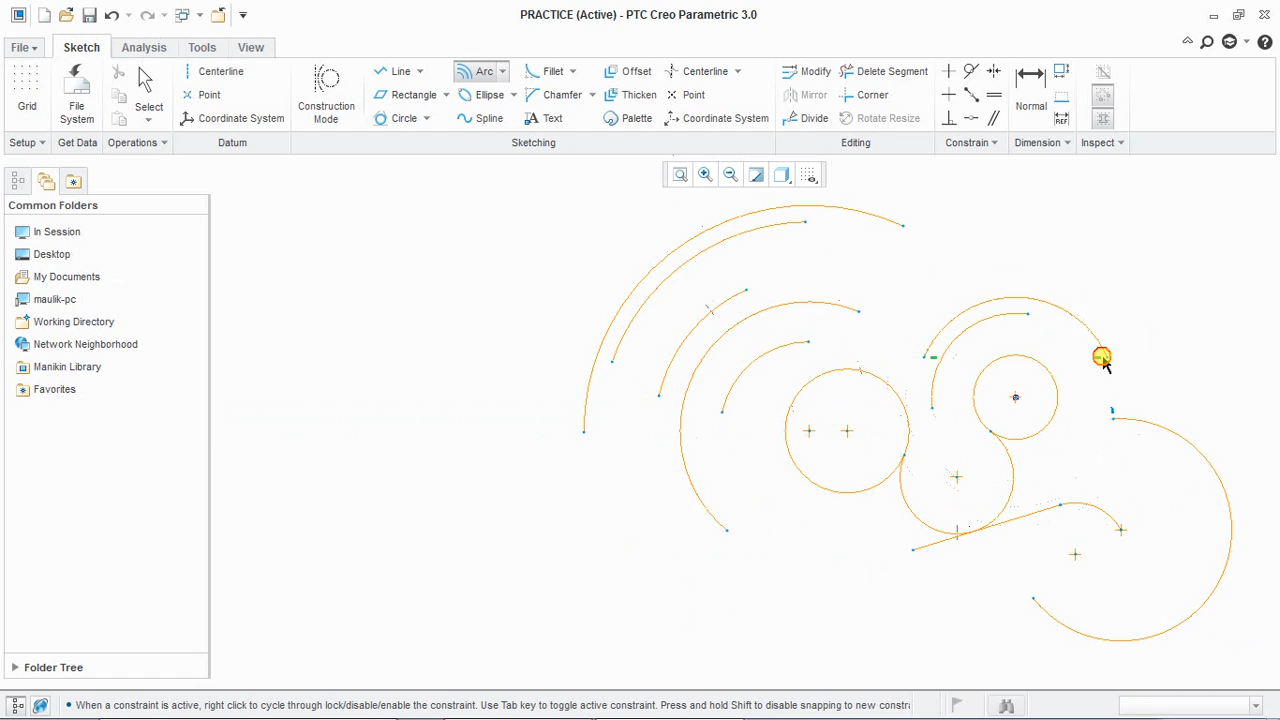 PRACTICE (Active) - PTC Creo Parametric 3.0
File Sketch Analysis Tools View
Grid
File System
Select
Centerline
Point
Coordinate System
Construction Mode
Line
Rectangle
Circle
Arc
Ellipse
Spline
Fillet
Chamfer
Text
Offset
Thicken
Palette
Centerline
Point
Coordinate System
Modify
Mirror
Divide
Delete Segment
Corner
Rotate Resize
Normal
REF
Setup Get Data Operations Datum Sketching Editing Constrain Dimension Inspect
Common Folders
In Session
Desktop
My Documents
maulik-pc
Working Directory
Network Neighborhood
Manikin Library
Favorites
Folder Tree
• When a constraint is active, right click to cycle through lock/disable/enable the constraint. Use Tab key to toggle active constraint. Press and hold Shift to disable snapping to new constra